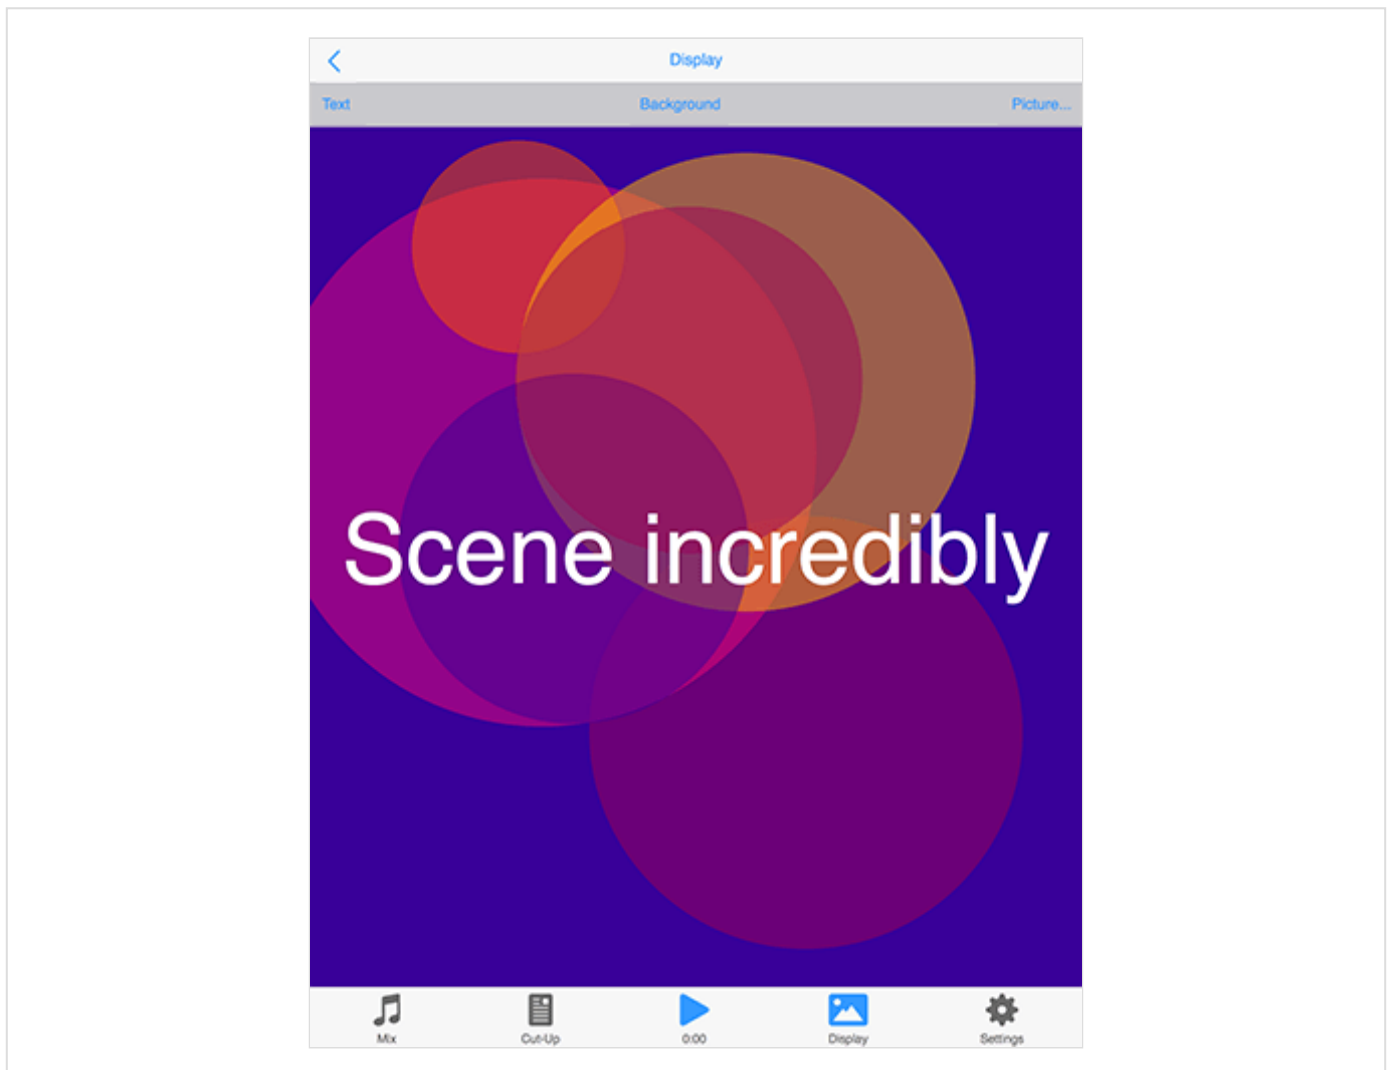 Display
Text Background Picture...
Scene incredibly
Mix Cut-Up 0:00 Display Settings